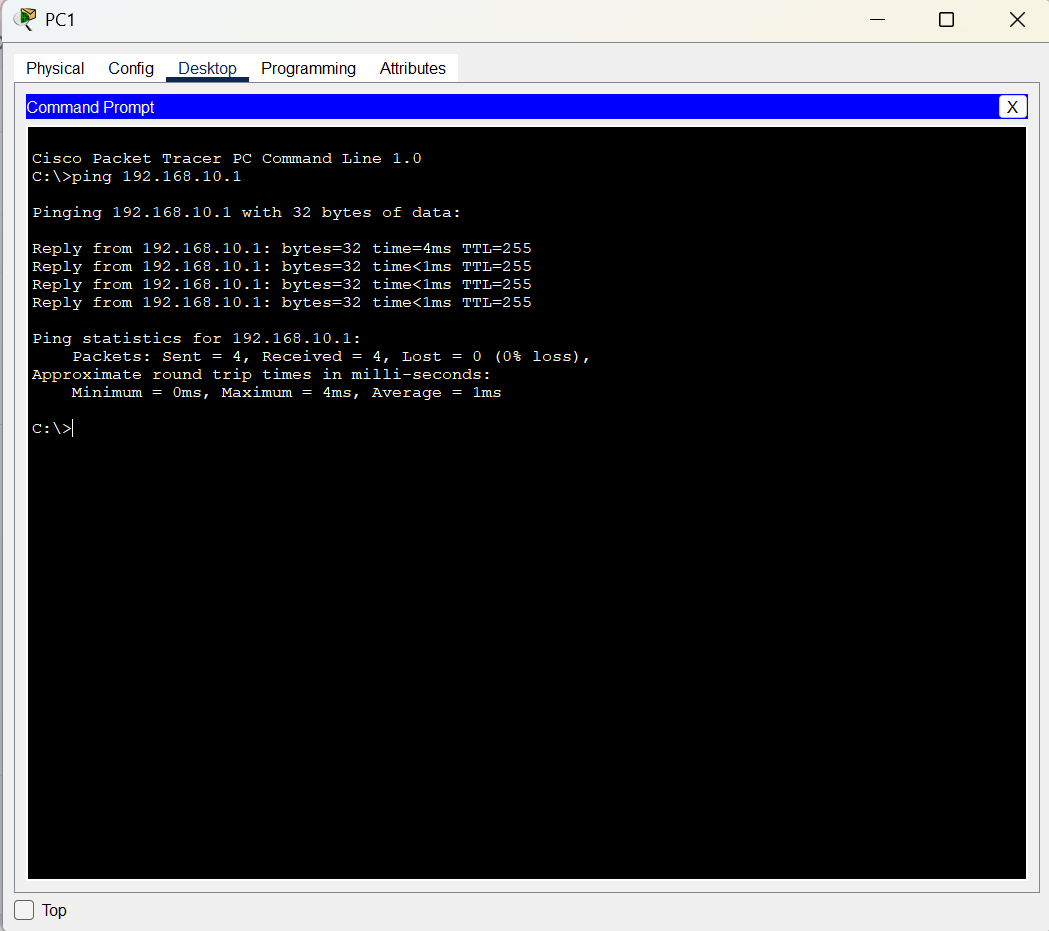 PC1
Physical Config Desktop Programming Attributes
Command Prompt X
Cisco Packet Tracer PC Command Line 1.0
C:\>ping 192.168.10.1
Pinging 192.168.10.1 with 32 bytes of data:
Reply from 192.168.10.1: bytes=32 time=4ms TTL=255
Reply from 192.168.10.1: bytes=32 time<1ms TTL=255
Reply from 192.168.10.1: bytes=32 time<1ms TTL=255
Reply from 192.168.10.1: bytes=32 time<1ms TTL=255
Ping statistics for 192.168.10.1:
Packets: Sent = 4, Received = 4, Lost = 0 (0% loss),
Approximate round trip times in milli-seconds:
Minimum = 0ms, Maximum = 4ms, Average = 1ms
C:\>
Top